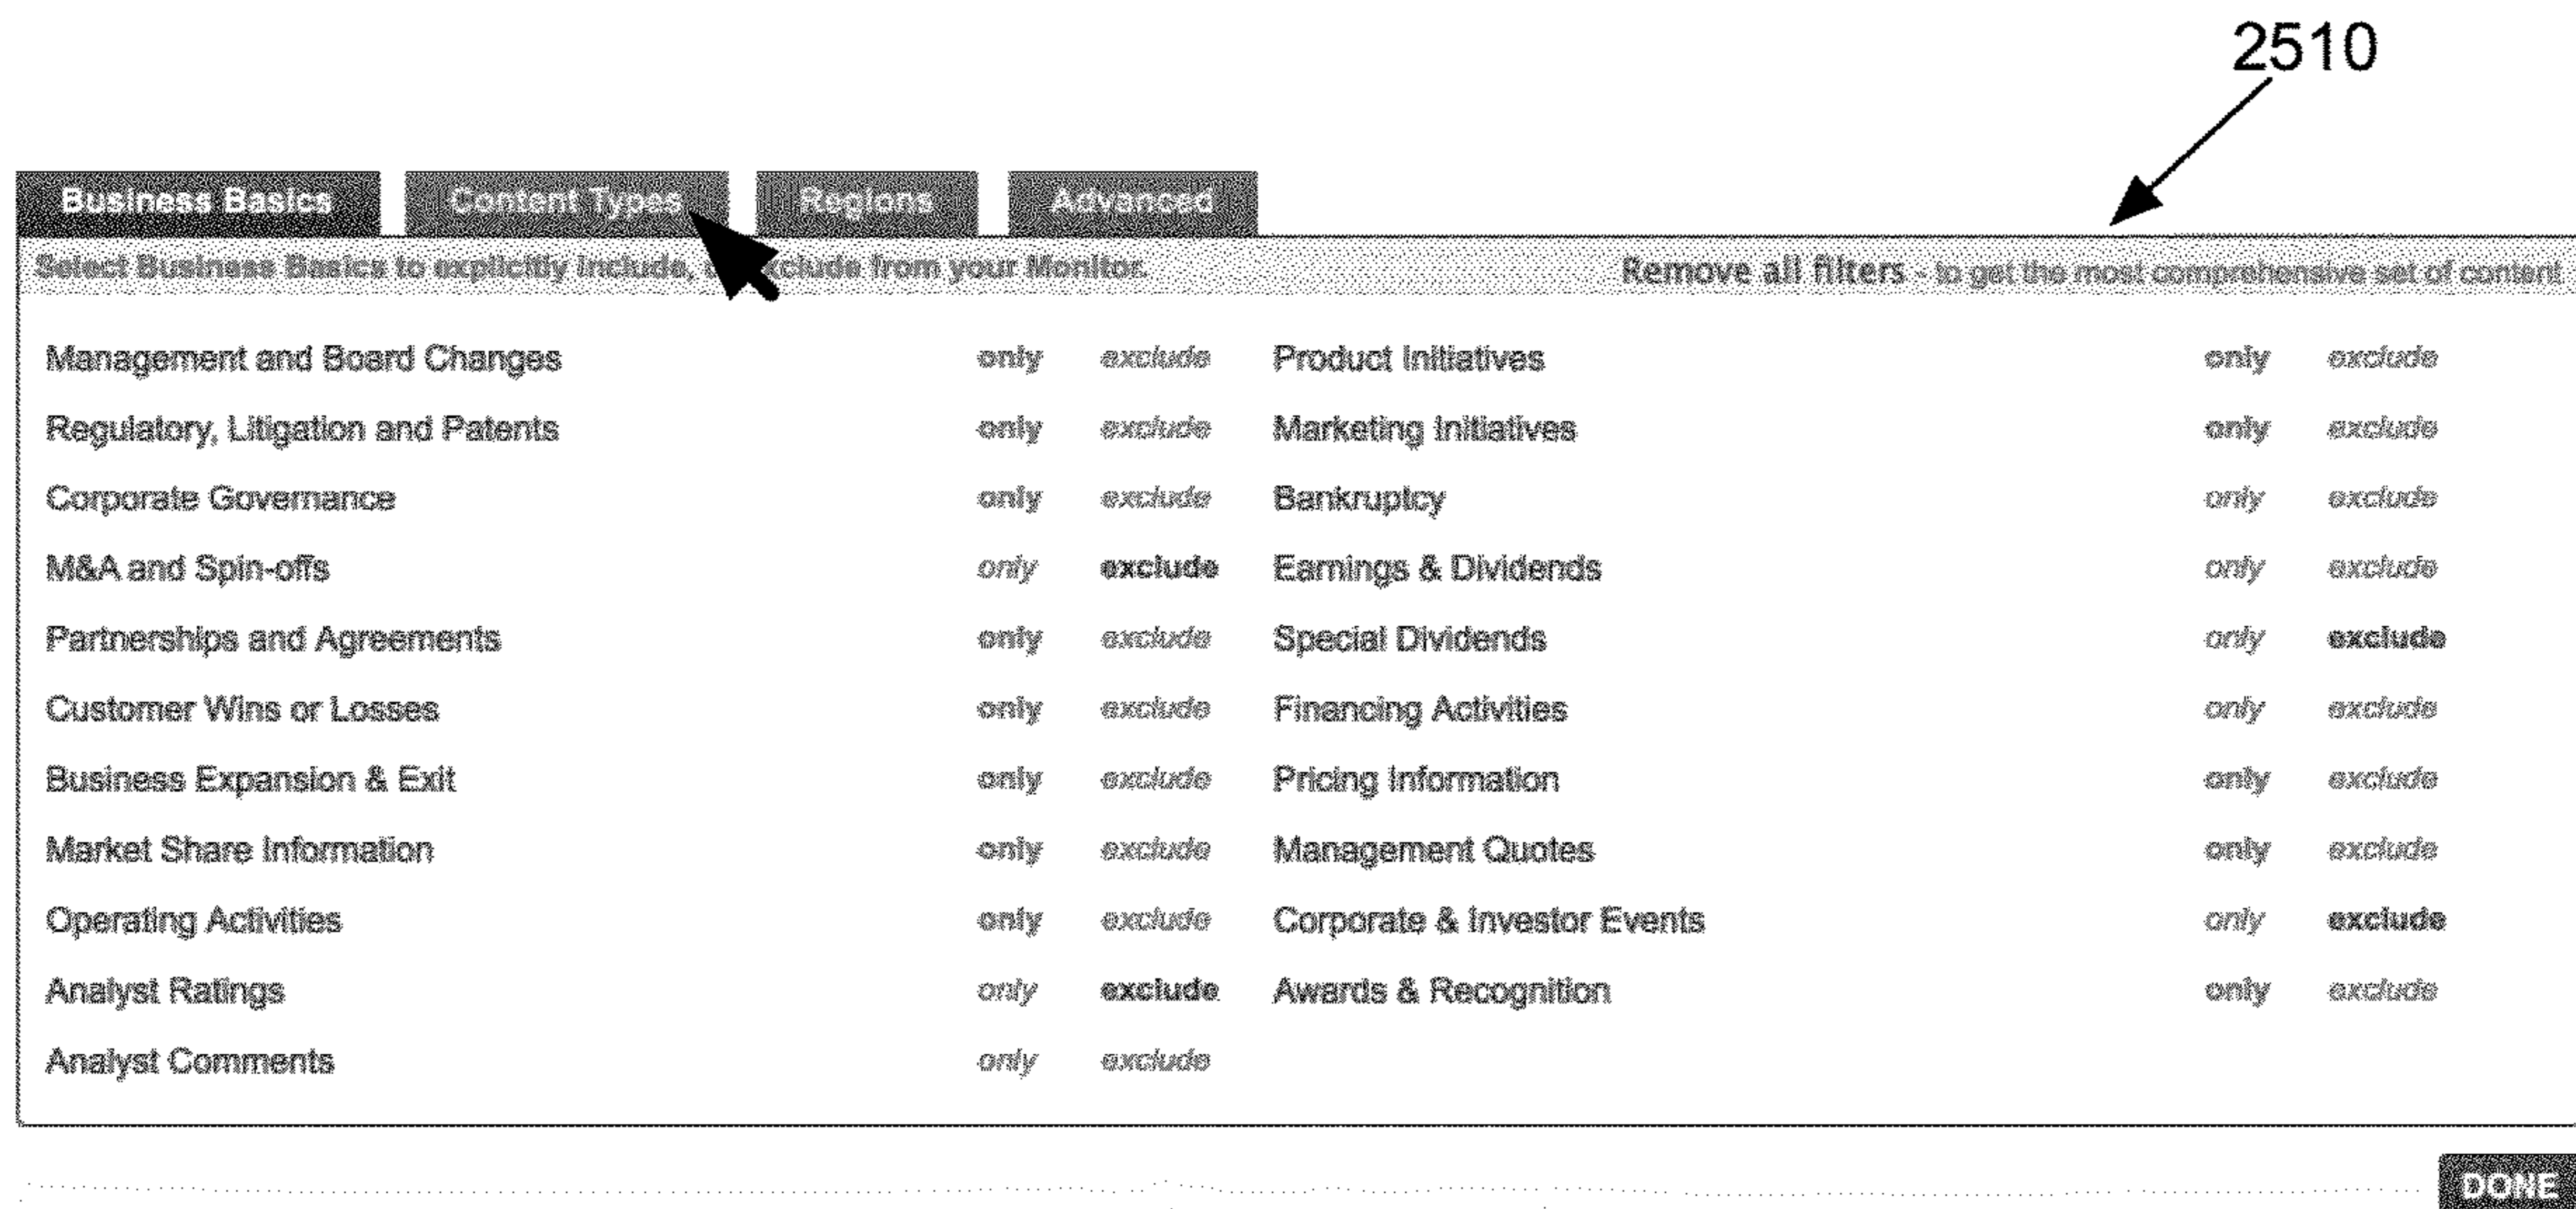 2510
Business Basics Content Types Regions Advanced
Select Business Basics to explicitly include, exclude from your Monitor. Remove all filters - to get the most comprehensive set of content
Management and Board Changes only exclude Product Initiatives only exclude
Regulatory, Litigation and Patents only exclude Marketing Initiatives only exclude
Corporate Governance only exclude Bankruptcy only exclude
M&A and Spin-offs only exclude Earnings & Dividends only exclude
Partnerships and Agreements only exclude Special Dividends only exclude
Customer Wins or Losses only exclude Financing Activities only exclude
Business Expansion & Exit only exclude Pricing Information only exclude
Market Share Information only exclude Management Quotes only exclude
Operating Activities only exclude Corporate & Investor Events only exclude
Analyst Ratings only exclude Awards & Recognition only exclude
Analyst Comments only exclude
DONE